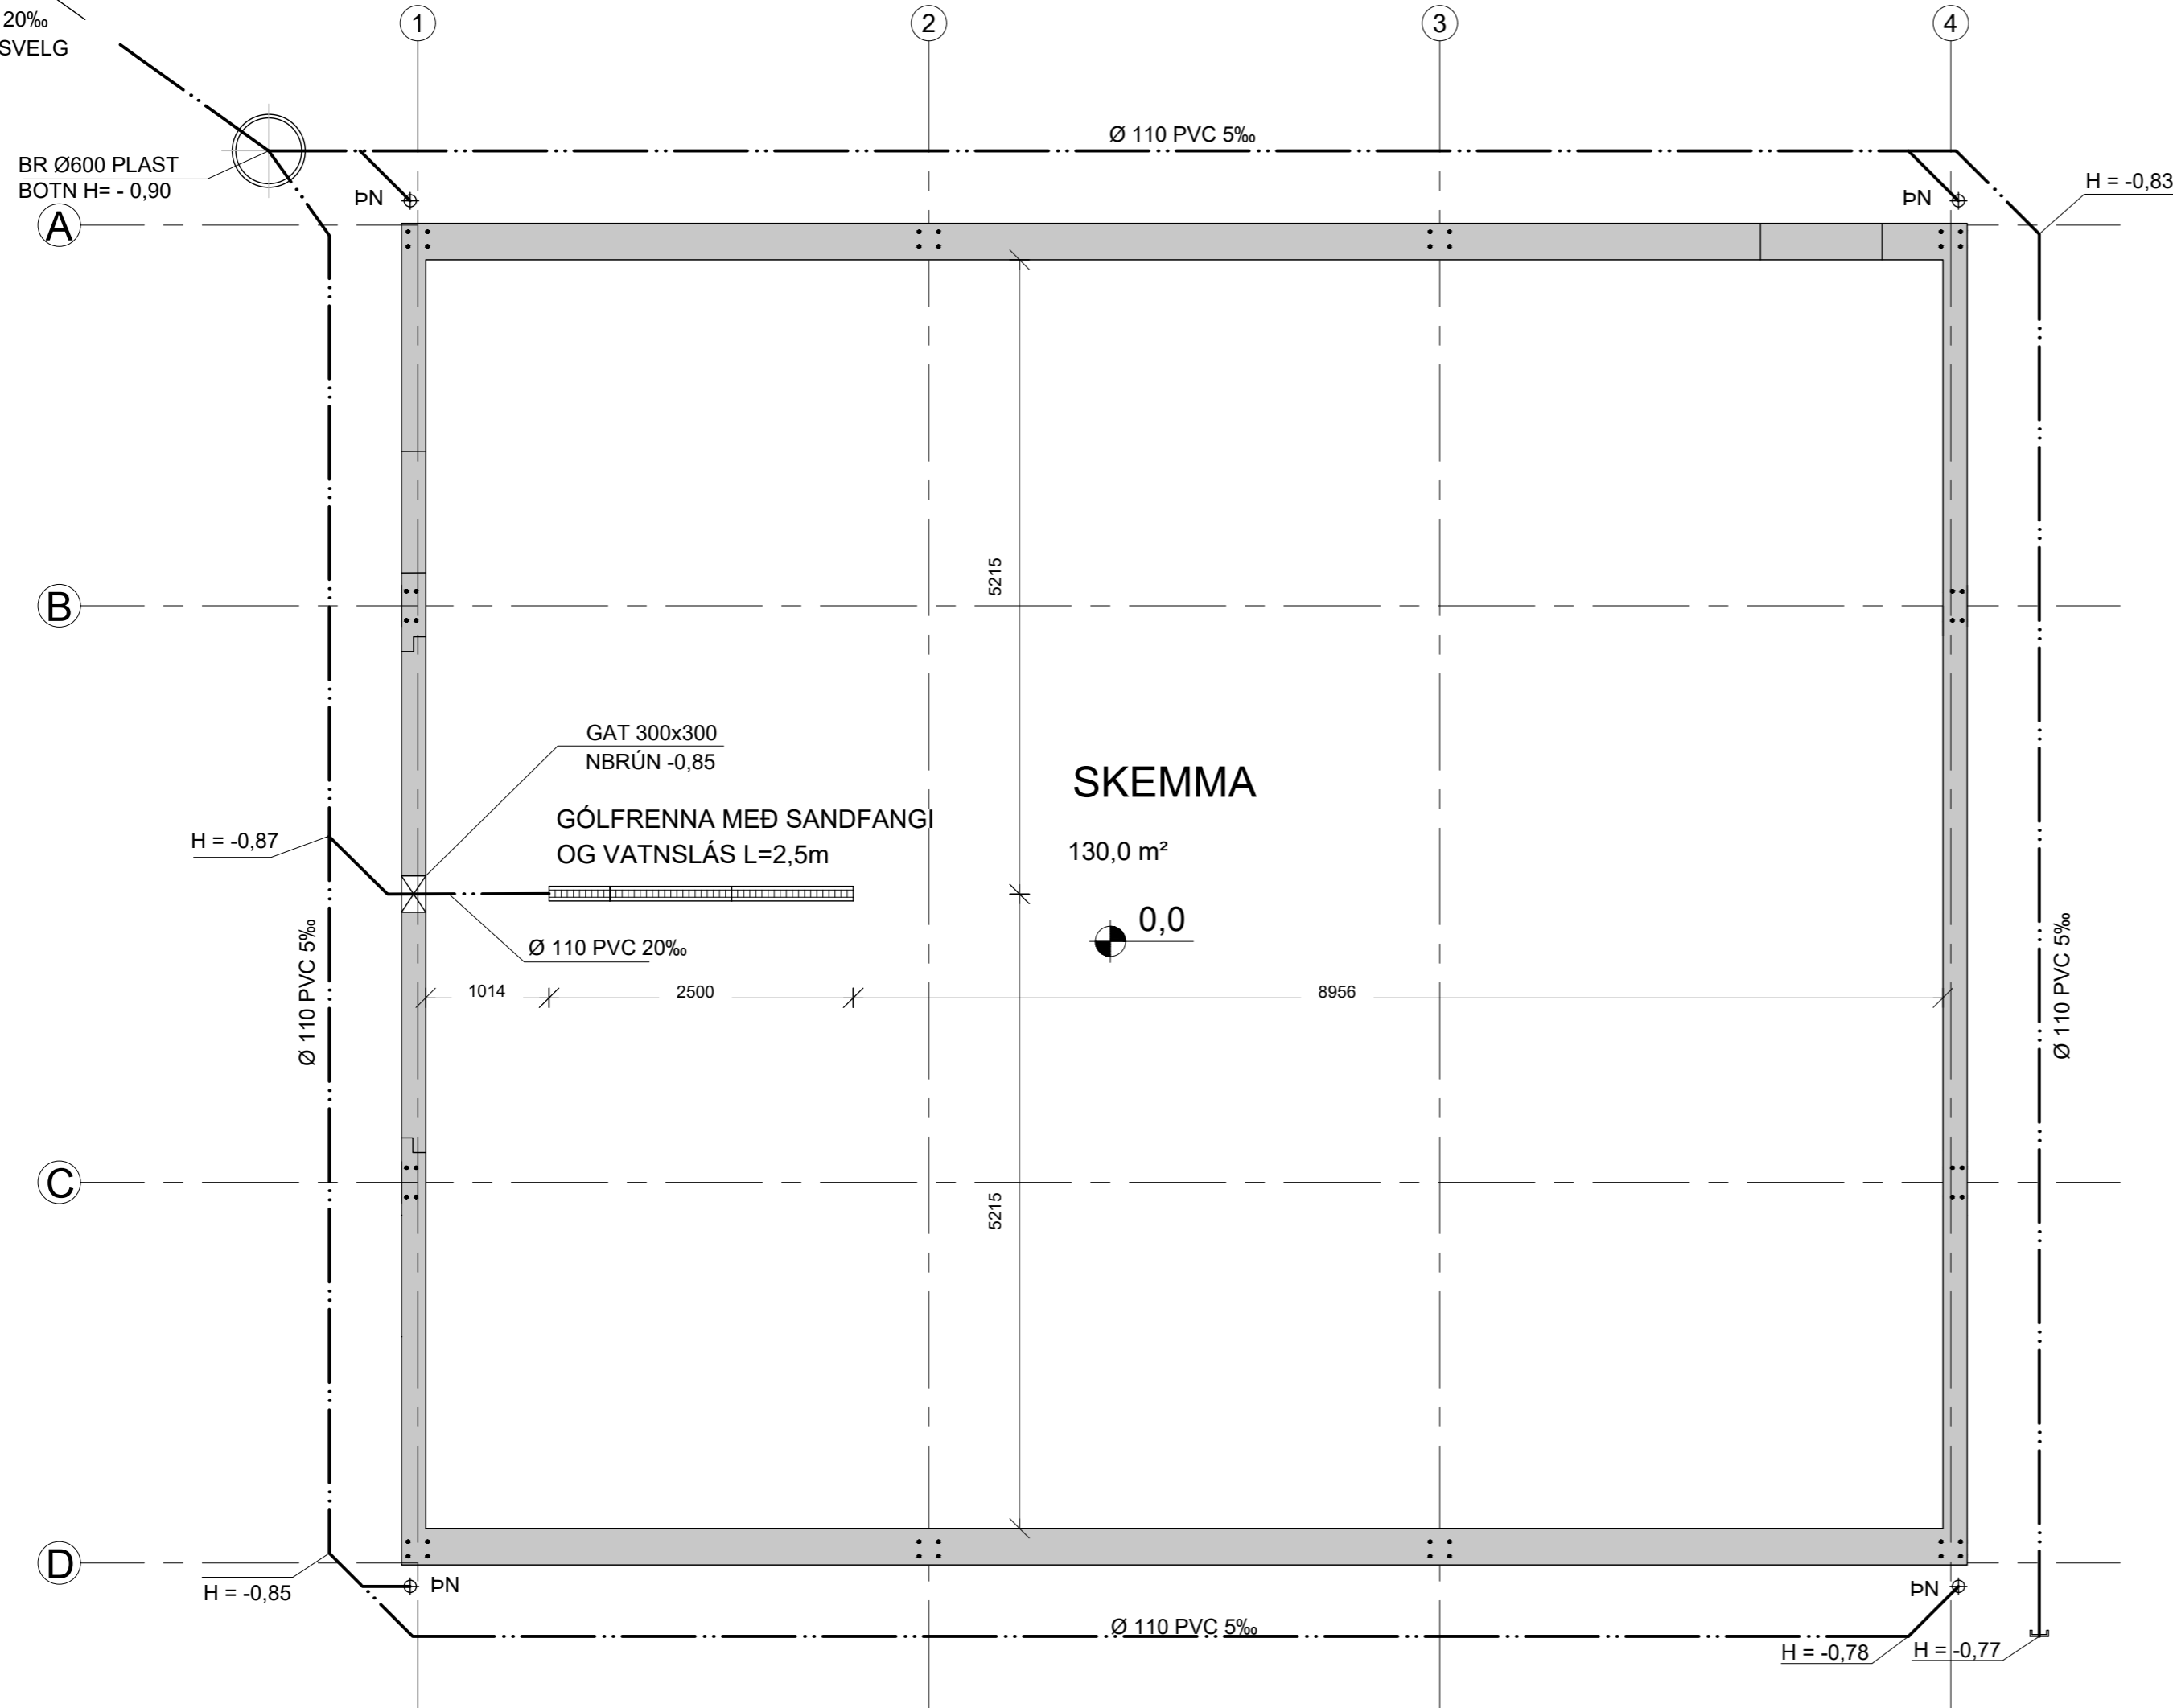 20‰
SVELG
1
2
3
4
Ø 110 PVC 5‰
BR Ø600 PLAST
BOTN H= - 0,90
ÞN
ÞN
H = -0,83
A
5215
B
GAT 300x300
NBRÚN -0,85
SKEMMA
GÓLFRENNA MEÐ SANDFANGI
OG VATNSLÁS L=2,5m
H = -0,87
130,0 m²
0,0
Ø 110 PVC 20‰
Ø 110 PVC 5‰
Ø 110 PVC 5‰
1014
2500
8956
C
5215
D
ÞN
ÞN
H = -0,85
Ø 110 PVC 5‰
H = -0,78
H = -0,77